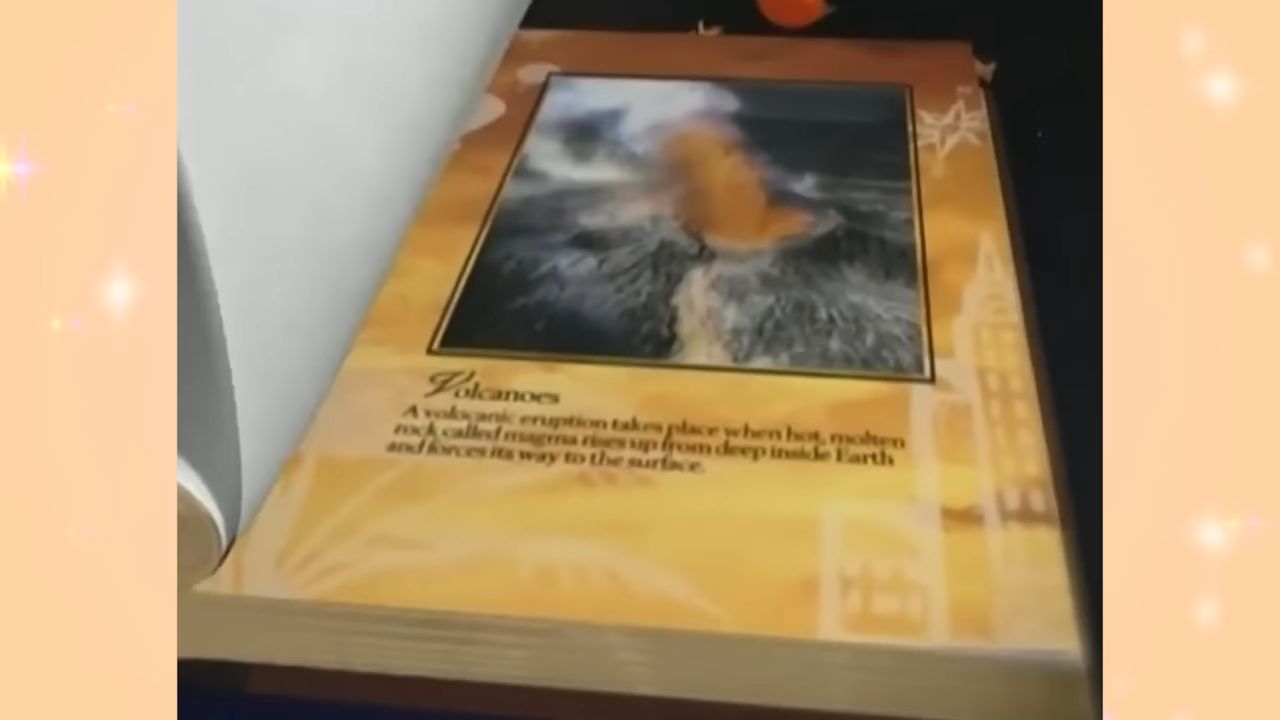 Volcanoes
A volocanic eruption takes place when hot, molten
rock called magma rises up from deep inside Earth
and forces its way to the surface.